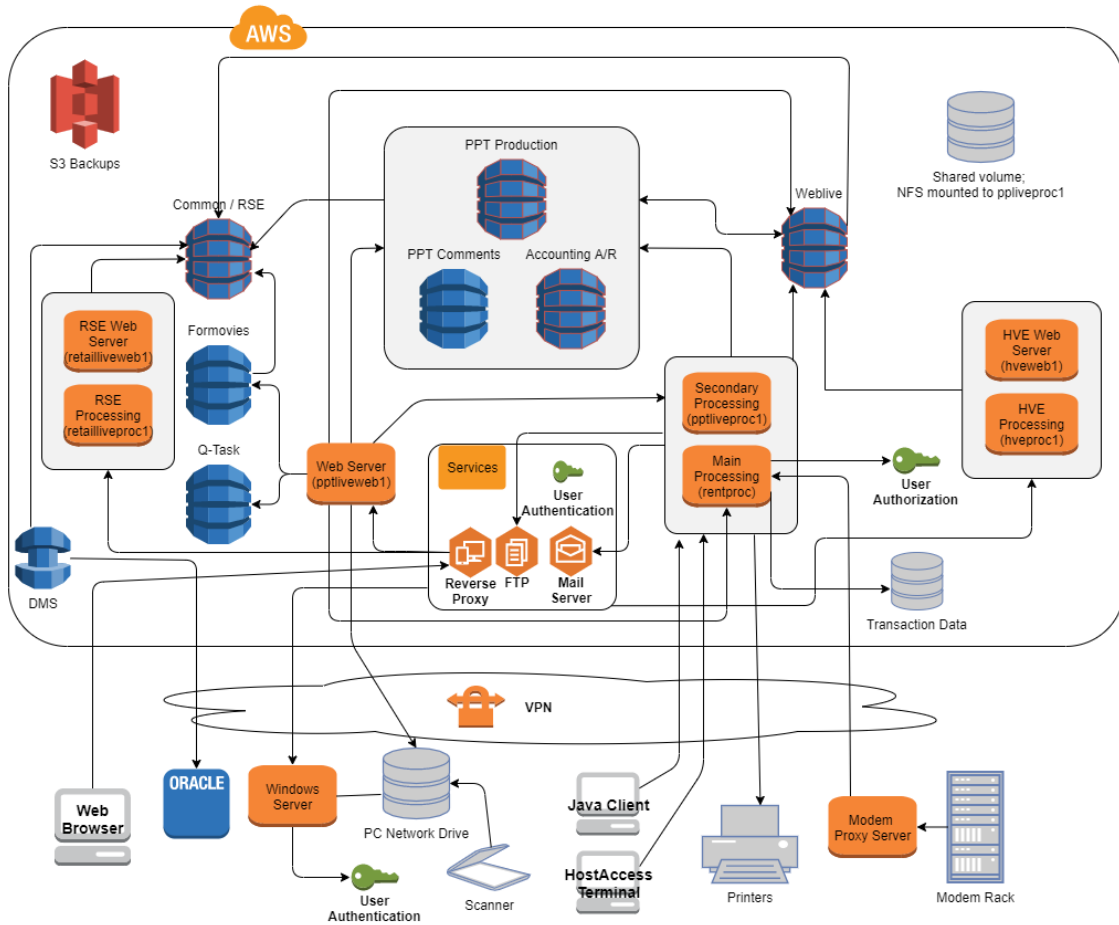 AWS
S3 Backups
PPT Production
Shared volume;
NFS mounted to ppliveproc1
Common / RSE
Weblive
PPT Comments
Accounting A/R
RSE Web
Server
(retailliveweb1)
Formovies
HVE Web
Server
(hveweb1)
RSE
Processing
(retailliveproc1)
Secondary
Processing
(pptliveproc1)
HVE
Processing
(hveproc1)
Q-Task
Web Server
(pptliveweb1)
Services
User
Authentication
Main
Processing
(rentproc)
User
Authorization
Reverse
Proxy
FTP
Mail
Server
DMS
Transaction Data
VPN
Web
Browser
ORACLE
Windows
Server
PC Network Drive
Java Client
Modem
Proxy Server
HostAccess
Terminal
User
Authentication
Scanner
Printers
Modem Rack